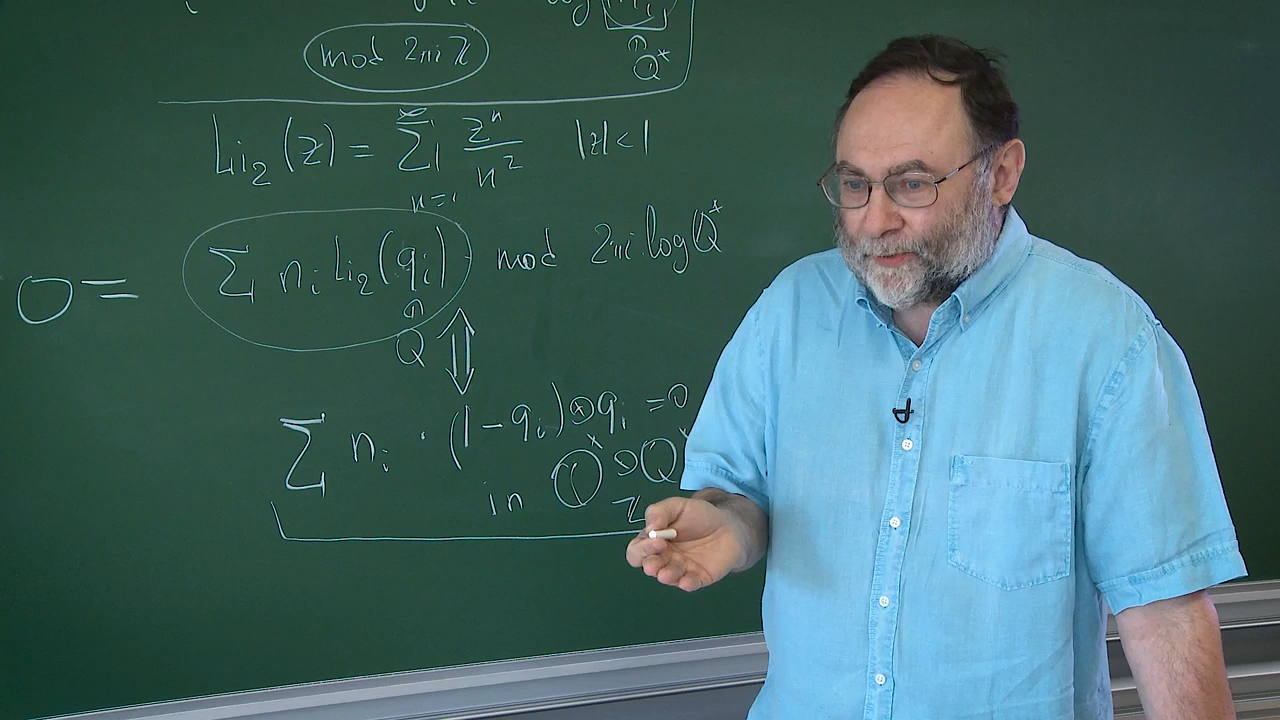 log
mod 2πi ℤ
ℚ*
Li₂(z) = ∑_{n=1}^{∞} zⁿ/n² |z|<1
0 = ∑ nᵢ Li₂(qᵢ) mod 2πi log ℚ*
ℚ
∑ nᵢ · (1−qᵢ)⊗qᵢ = 0
in ℚ* ⊗_ℤ ℚ*